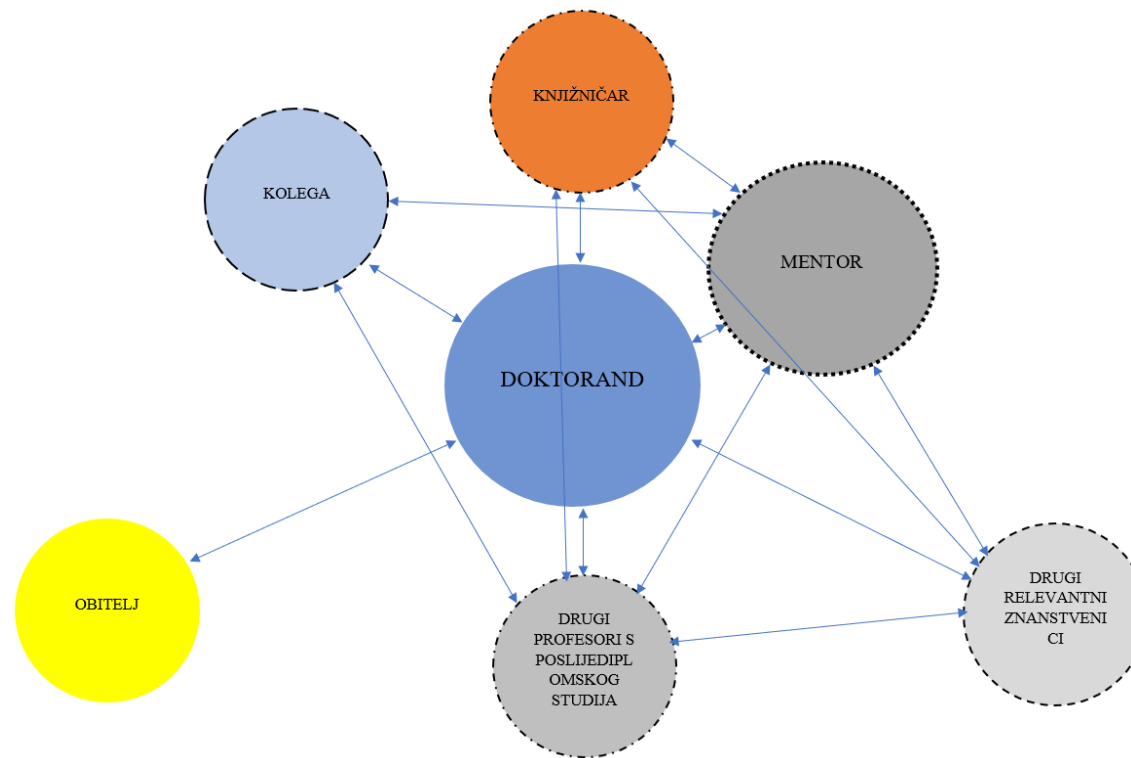 KNJIŽNIČAR
KOLEGA
MENTOR
DOKTORAND
OBITELJ
DRUGI
PROFESORI S
POSLIJEDIPL
OMSKOG
STUDIJA
DRUGI
RELEVANTNI
ZNANSTVENI
CI